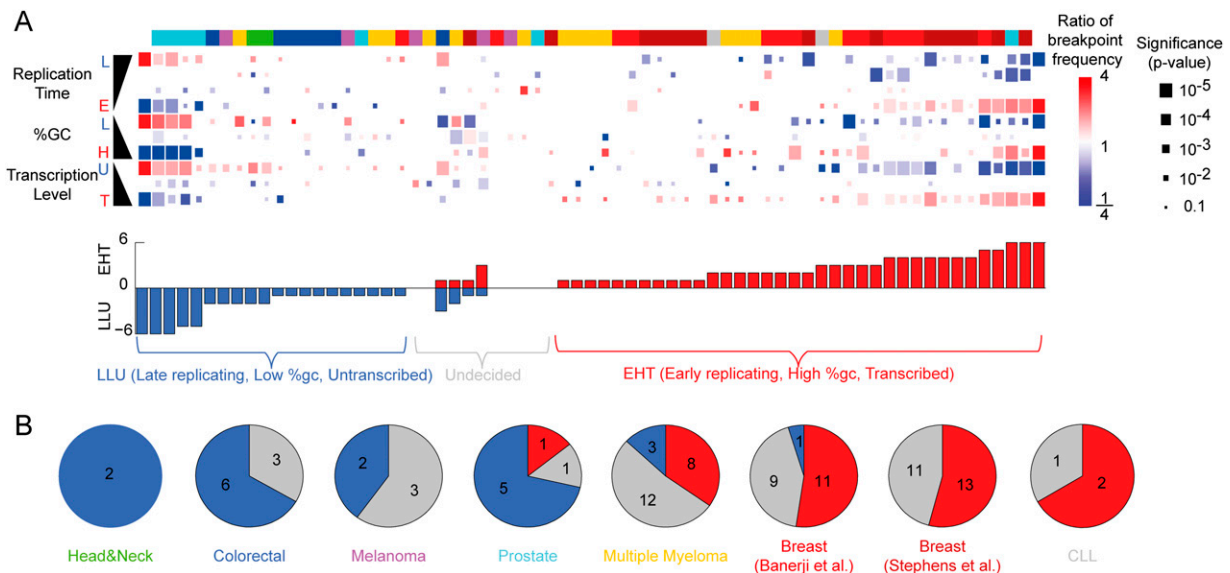 A
Replication
Time
L
E
%GC
L
H
Transcription
Level
U
T
Ratio of
breakpoint
frequency
4
1
1
4
Significance
(p-value)
10-5
10-4
10-3
10-2
0.1
EHT
LLU
6
0
−6
LLU (Late replicating, Low %gc, Untranscribed)
Undecided
EHT (Early replicating, High %gc, Transcribed)
B
2
Head&Neck
6
3
Colorectal
2
3
Melanoma
1
1
5
Prostate
3
8
12
Multiple Myeloma
1
9
11
Breast
(Banerji et al.)
11
13
Breast
(Stephens et al.)
1
2
CLL